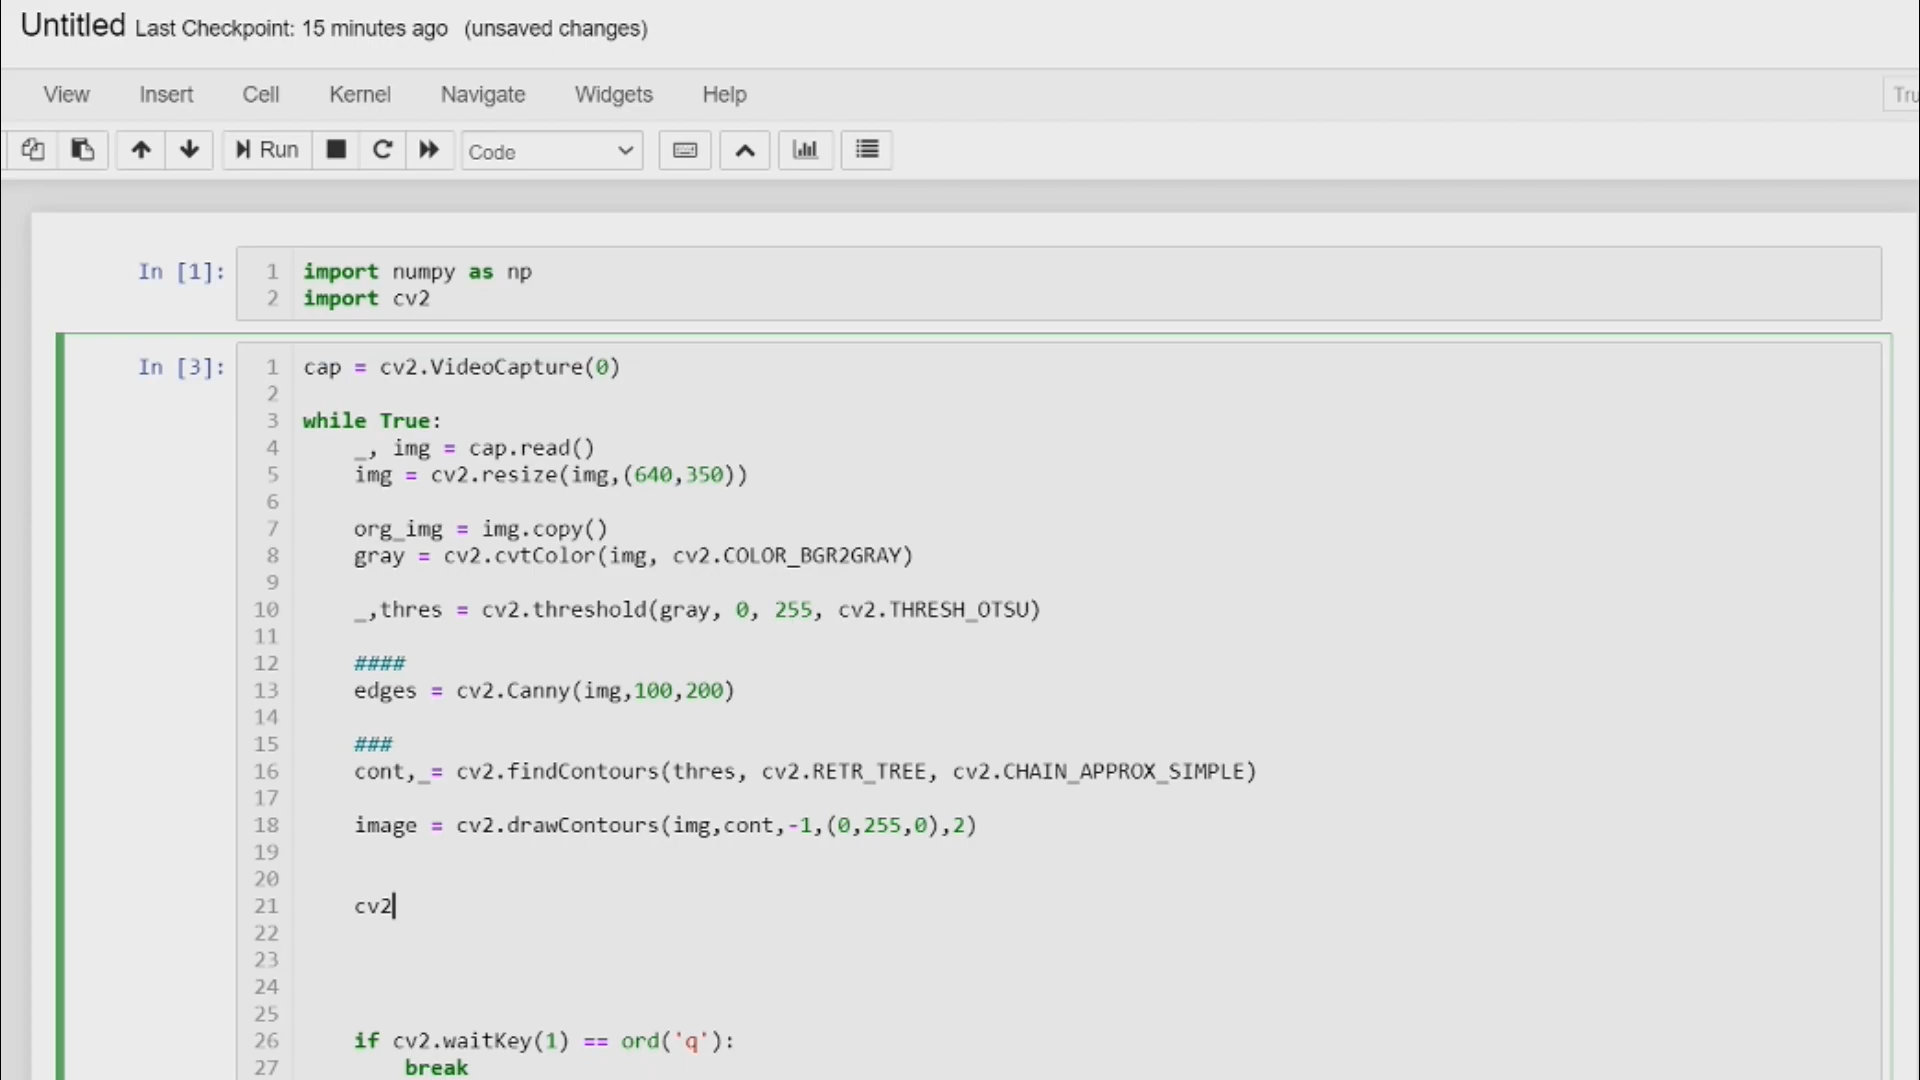 Untitled Last Checkpoint: 15 minutes ago (unsaved changes)
View Insert Cell Kernel Navigate Widgets Help
Run Code
In [1]:
1 import numpy as np
2 import cv2
In [3]:
1 cap = cv2.VideoCapture(0)
2
3 while True:
4 _, img = cap.read()
5 img = cv2.resize(img,(640,350))
6
7 org_img = img.copy()
8 gray = cv2.cvtColor(img, cv2.COLOR_BGR2GRAY)
9
10 _,thres = cv2.threshold(gray, 0, 255, cv2.THRESH_OTSU)
11
12 ####
13 edges = cv2.Canny(img,100,200)
14
15 ###
16 cont,_= cv2.findContours(thres, cv2.RETR_TREE, cv2.CHAIN_APPROX_SIMPLE)
17
18 image = cv2.drawContours(img,cont,-1,(0,255,0),2)
19
20
21 cv2
22
23
24
25
26 if cv2.waitKey(1) == ord('q'):
27 break